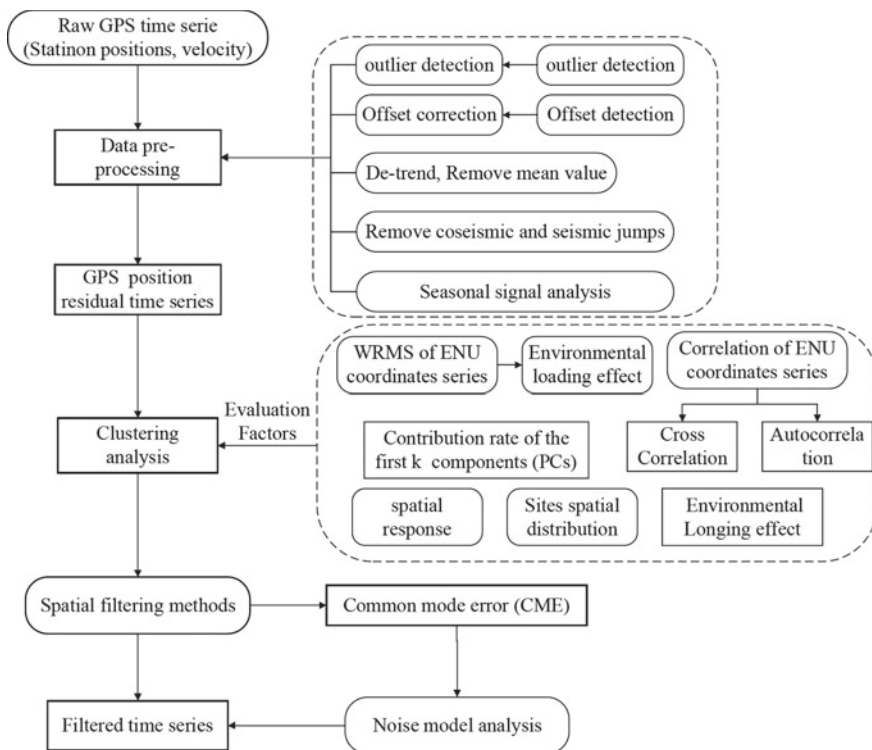 Raw GPS time serie
(Statinon positions, velocity)
outlier detection
outlier detection
Offset correction
Offset detection
Data pre-
processing
De-trend, Remove mean value
Remove coseismic and seismic jumps
GPS position
residual time series
Seasonal signal analysis
WRMS of ENU
coordinates series
Environmental
loading effect
Correlation of ENU
coordinates series
Evaluation
Factors
Clustering
analysis
Contribution rate of the
first k components (PCs)
Cross
Correlation
Autocorrela
tion
spatial
response
Sites spatial
distribution
Environmental
Longing effect
Spatial filtering methods
Common mode error (CME)
Filtered time series
Noise model analysis